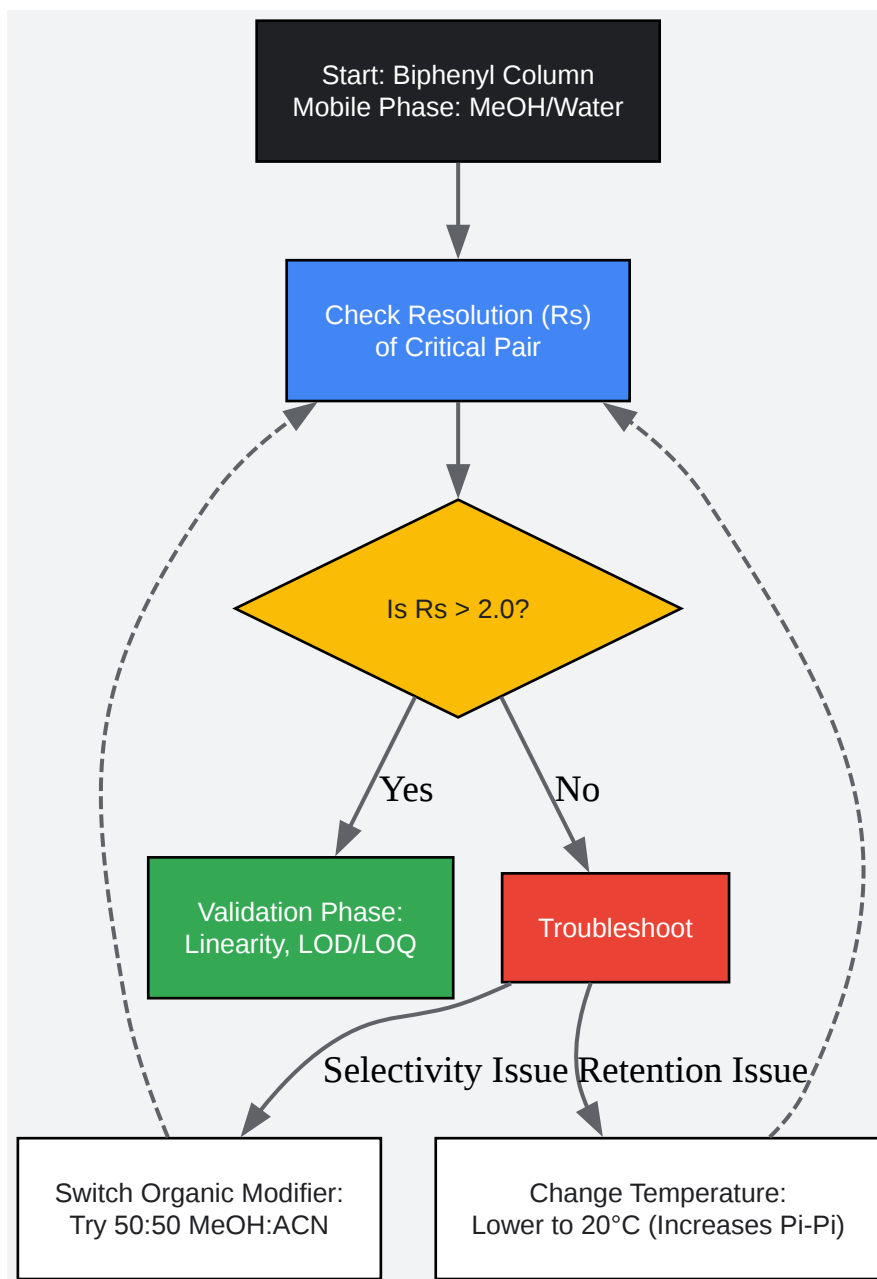 Start: Biphenyl Column
Mobile Phase: MeOH/Water
Check Resolution (Rs)
of Critical Pair
Is Rs > 2.0?
Yes
No
Validation Phase:
Linearity, LOD/LOQ
Troubleshoot
Selectivity Issue
Retention Issue
Switch Organic Modifier:
Try 50:50 MeOH:ACN
Change Temperature:
Lower to 20°C (Increases Pi-Pi)